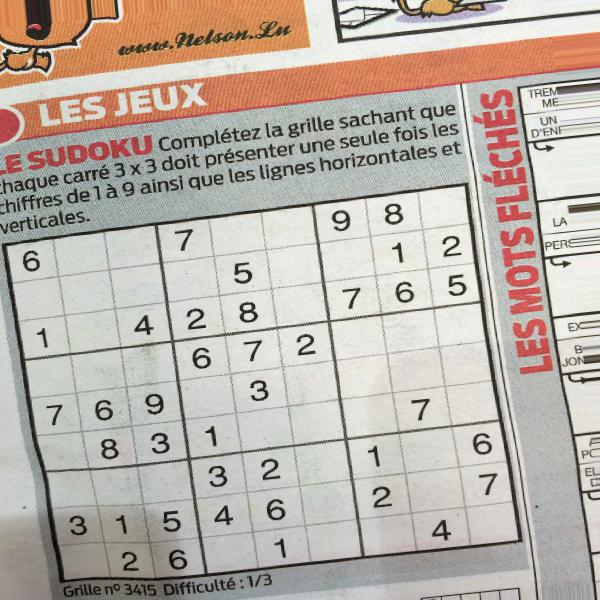 www.Nelson.Lu
LES JEUX
LE SUDOKU Complétez la grille sachant que
chaque carré 3 x 3 doit présenter une seule fois les
chiffres de 1 à 9 ainsi que les lignes horizontales et
verticales.
6 7 9 8
5 1 2
1 4 2 8 7 6 5
6 7 2
7 6 9 3
8 3 1 7
3 2 1 6
3 1 5 4 6 2 7
2 6 1 4
Grille nº 3415 Difficulté : 1/3
LES MOTS FLÉCHÉS
TREM
ME
UN
LA
PER
EX
B
JON
EL